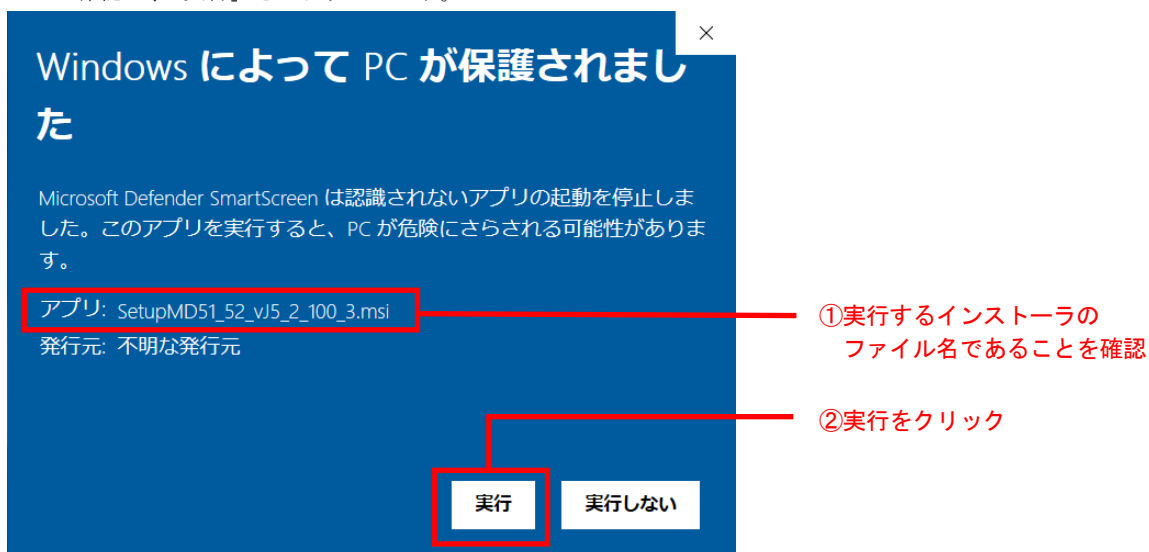 ×
Windows によって PC が保護されまし
た
Microsoft Defender SmartScreen は認識されないアプリの起動を停止しま
した。このアプリを実行すると、PC が危険にさらされる可能性がありま
す。
アプリ: SetupMD51_52_vJ5_2_100_3.msi
発行元: 不明な発行元
①実行するインストーラの
ファイル名であることを確認
②実行をクリック
実行
実行しない